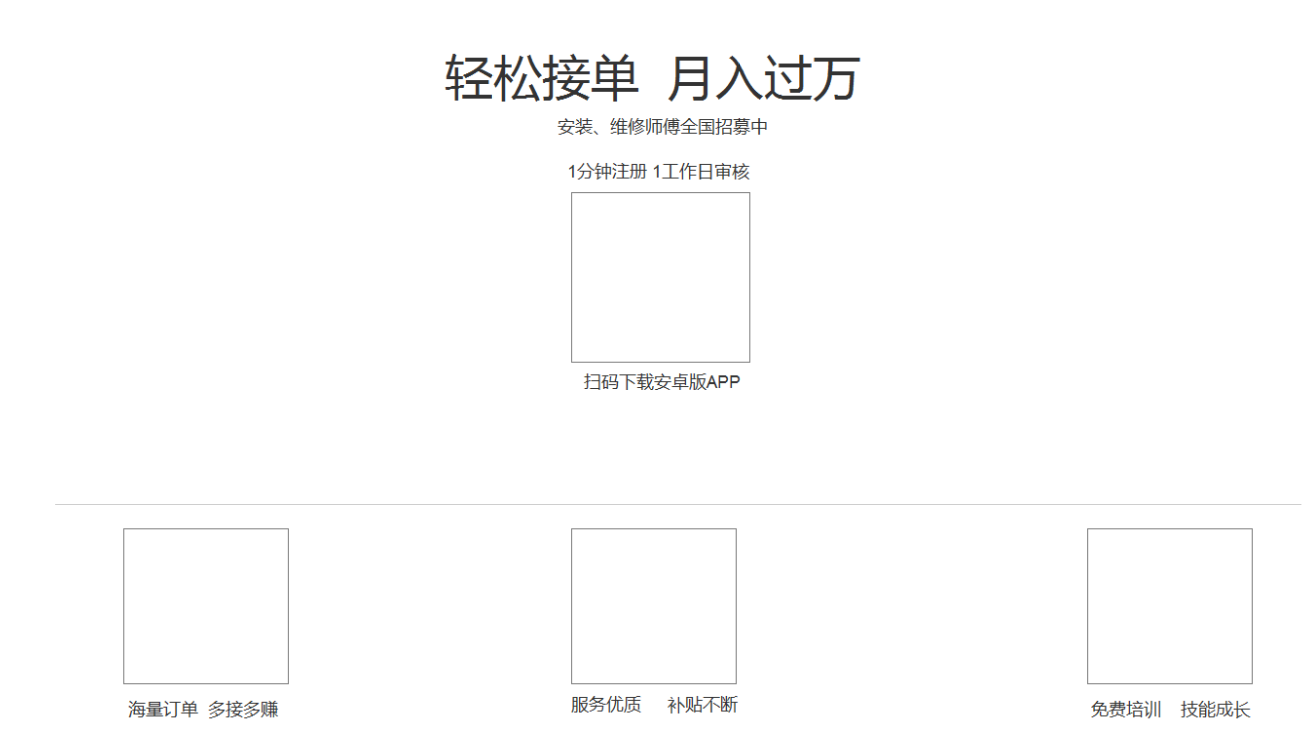 轻松接单 月入过万
安装、维修师傅全国招募中
1分钟注册 1工作日审核
扫码下载安卓版APP
海量订单 多接多赚
服务优质 补贴不断
免费培训 技能成长